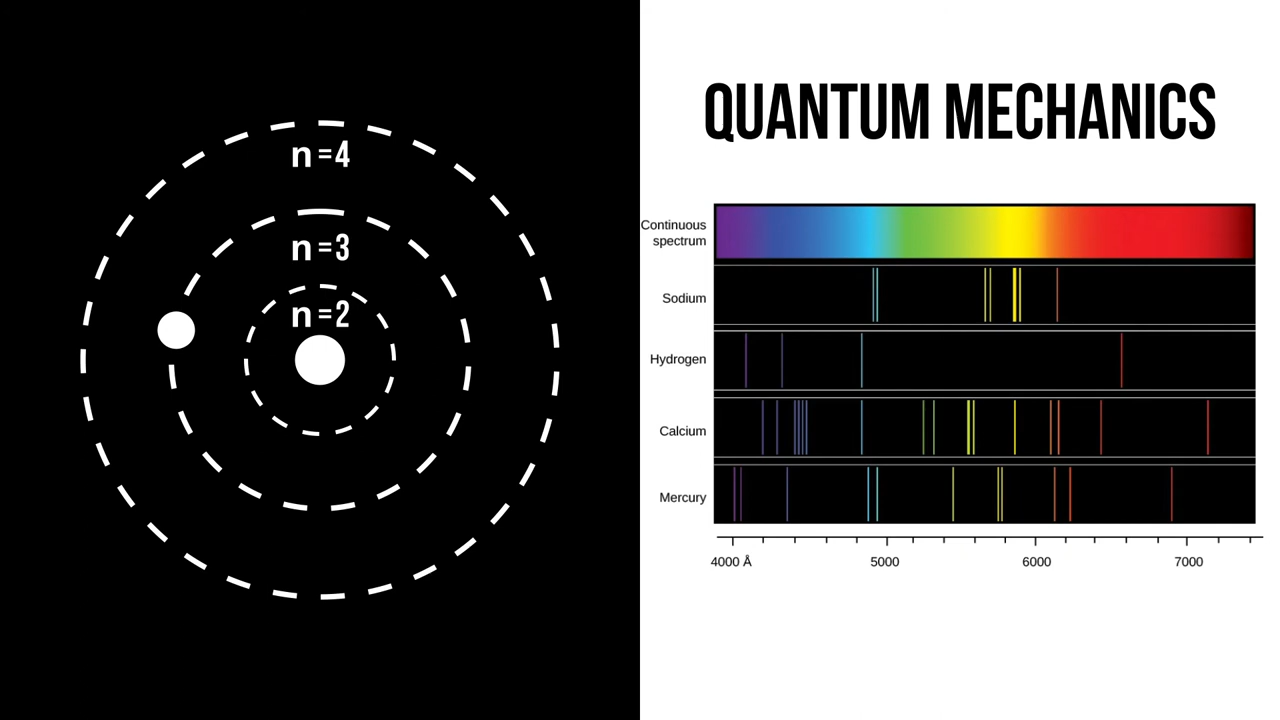 n=4
n=3
n=2
QUANTUM MECHANICS
Continuous
spectrum
Sodium
Hydrogen
Calcium
Mercury
4000 Å 5000 6000 7000